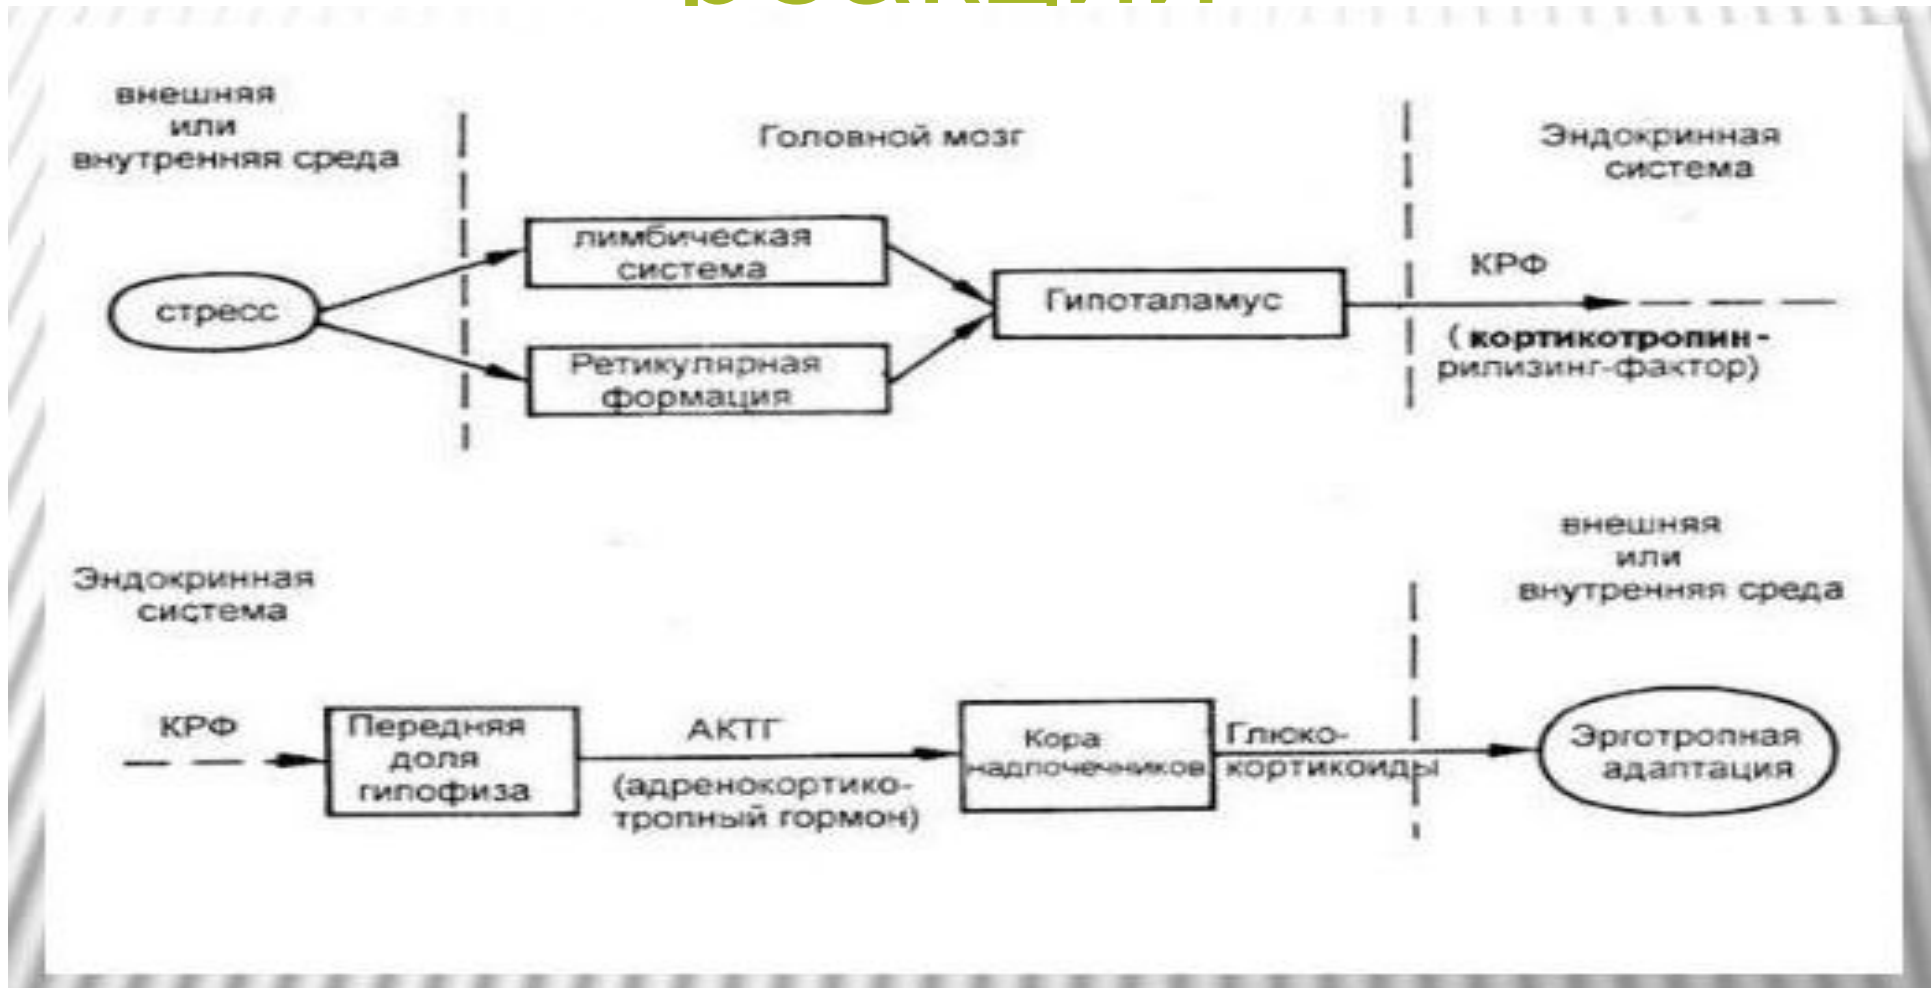 реакции
внешняя
или
внутренняя среда
Головной мозг
Эндокринная
система
лимбическая
система
стресс
Ретикулярная
формация
Гипоталамус
КРФ
(кортикотропин-
рилизинг-фактор)
Эндокринная
система
внешняя
или
внутренняя среда
КРФ
Передняя
доля
гипофиза
АКТГ
(адренокортико-
тропный гормон)
Кора
надпочечников
Глюко-
кортикоиды
Эрготропная
адаптация